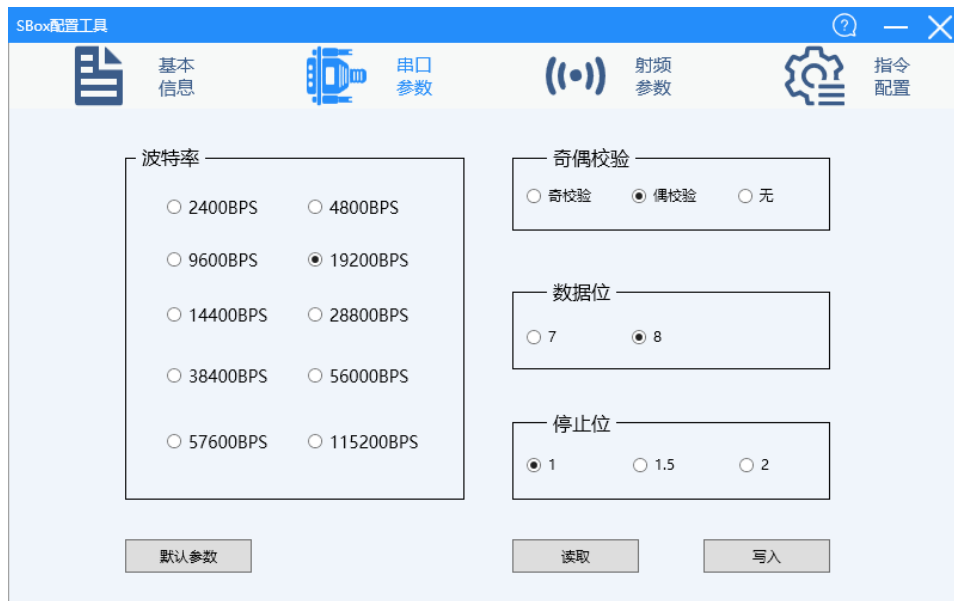 SBox配置工具
基本
信息
串口
参数
射频
参数
指令
配置
波特率
2400BPS 4800BPS
9600BPS 19200BPS
14400BPS 28800BPS
38400BPS 56000BPS
57600BPS 115200BPS
奇偶校验
奇校验 偶校验 无
数据位
7 8
停止位
1 1.5 2
默认参数 读取 写入